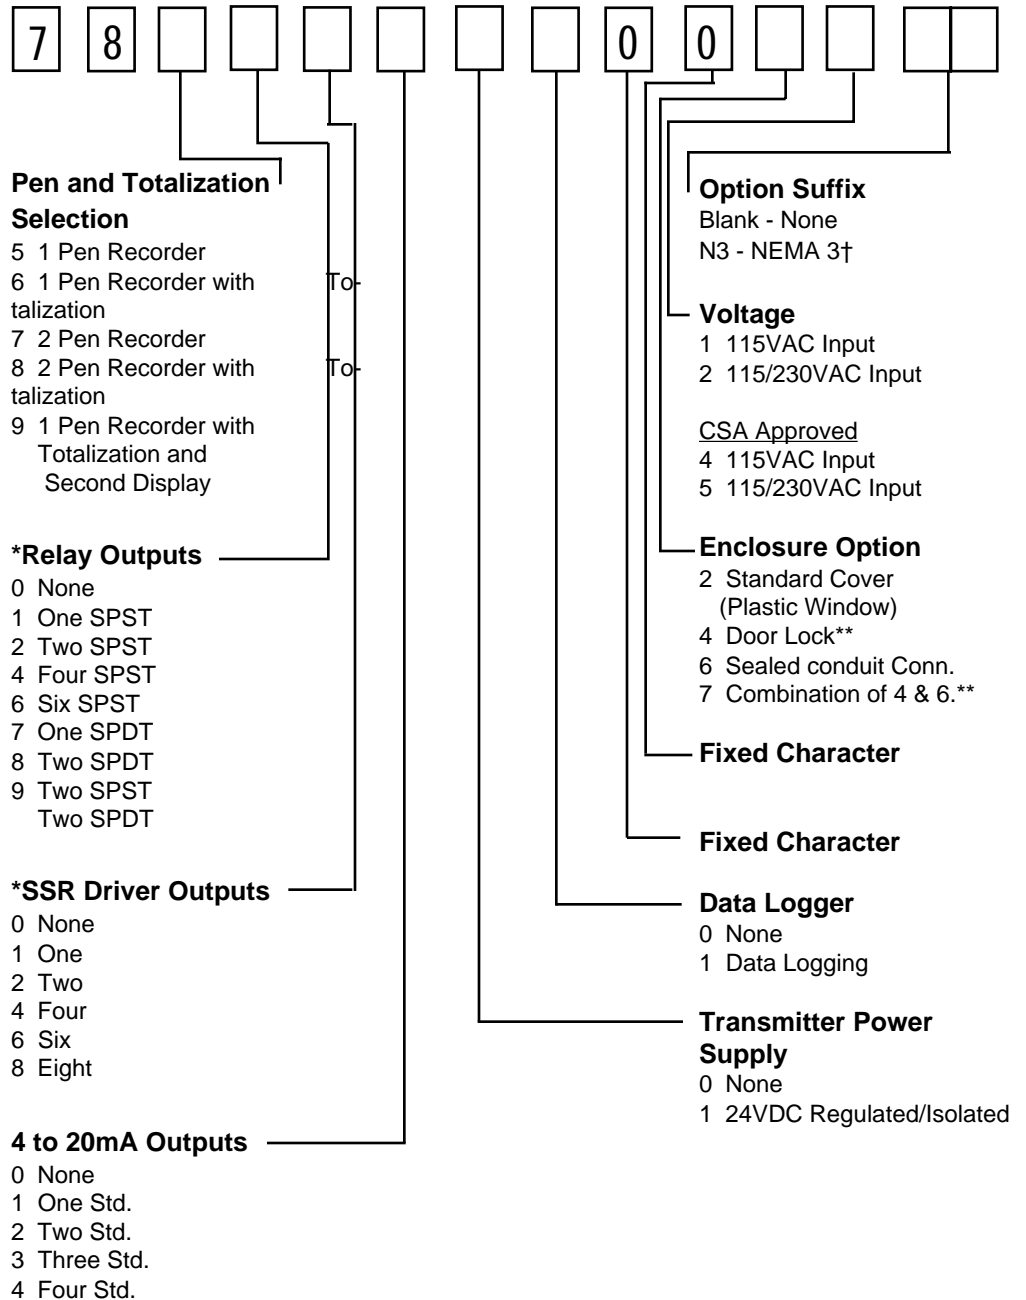 7 8 0 0
Pen and Totalization
Selection
5 1 Pen Recorder
6 1 Pen Recorder with To-
talization
7 2 Pen Recorder
8 2 Pen Recorder with To-
talization
9 1 Pen Recorder with
Totalization and
Second Display
*Relay Outputs
0 None
1 One SPST
2 Two SPST
4 Four SPST
6 Six SPST
7 One SPDT
8 Two SPDT
9 Two SPST
Two SPDT
*SSR Driver Outputs
0 None
1 One
2 Two
4 Four
6 Six
8 Eight
4 to 20mA Outputs
0 None
1 One Std.
2 Two Std.
3 Three Std.
4 Four Std.
Option Suffix
Blank - None
N3 - NEMA 3†
Voltage
1 115VAC Input
2 115/230VAC Input
CSA Approved
4 115VAC Input
5 115/230VAC Input
Enclosure Option
2 Standard Cover
(Plastic Window)
4 Door Lock**
6 Sealed conduit Conn.
7 Combination of 4 & 6.**
Fixed Character
Fixed Character
Data Logger
0 None
1 Data Logging
Transmitter Power
Supply
0 None
1 24VDC Regulated/Isolated